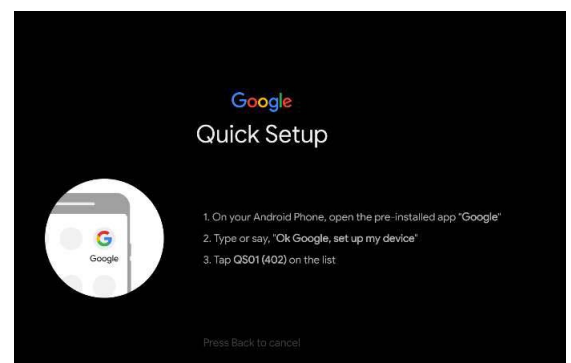 Google
Quick Setup
Google
1. On your Android Phone, open the pre-installed app "Google"
2. Type or say, "Ok Google, set up my device"
3. Tap QS01 (402) on the list
Press Back to cancel